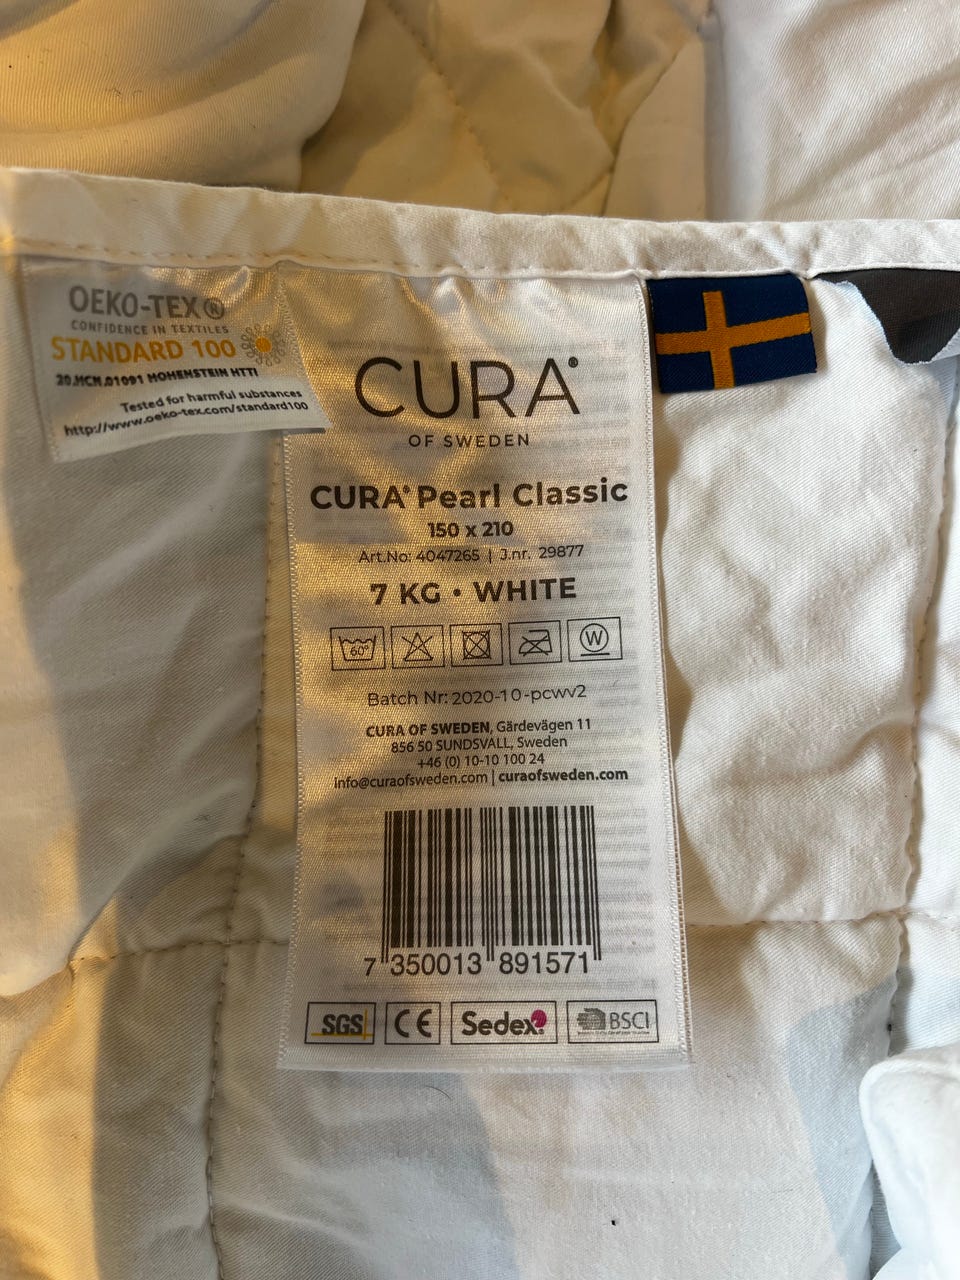 OEKO-TEX®
CONFIDENCE IN TEXTILES
STANDARD 100
20.HCN.01091 HOHENSTEIN HTTI
Tested for harmful substances
http://www.oeko-tex.com/standard100
CURA
OF SWEDEN
CURA Pearl Classic
150 x 210
Art.No: 4047265 | J.nr. 29877
7 KG • WHITE
60°
W
Batch Nr: 2020-10-pcwv2
CURA OF SWEDEN, Gärdevägen 11
856 50 SUNDSVALL, Sweden
+46 (0) 10-10 100 24
info@curaofsweden.com | curaofsweden.com
7 350013 891571
SGS CE Sedex BSCI